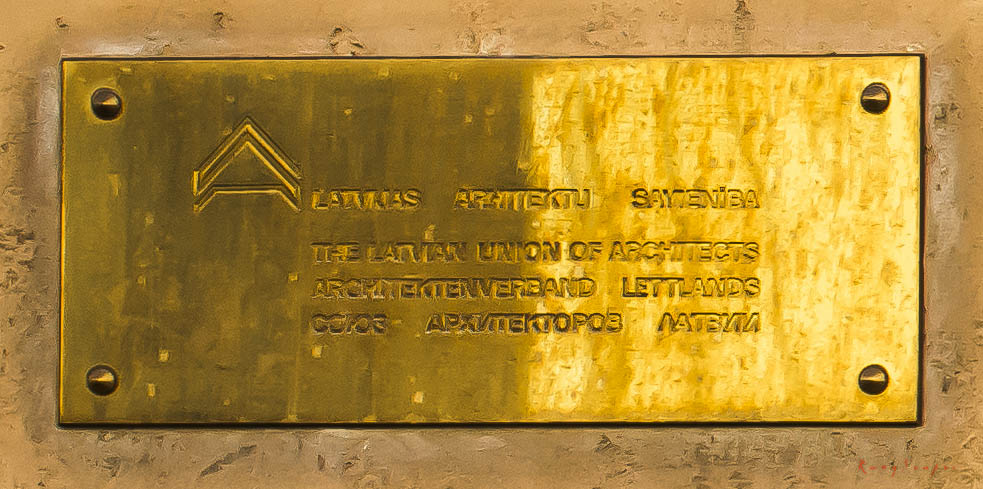 LATVIJAS ARHITEKTU SAVIENĪBA
THE LATVIAN UNION OF ARCHITECTS
ARCHITEKTENVERBAND LETTLANDS
СОЮЗ АРХИТЕКТОРОВ ЛАТВИИ